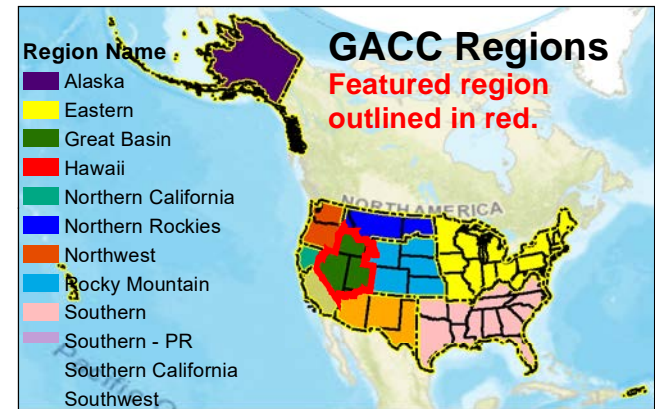 GACC Regions
Featured region
outlined in red.
Region Name
Alaska
Eastern
Great Basin
Hawaii
Northern California
Northern Rockies
Northwest
Rocky Mountain
Southern
Southern - PR
Southern California
Southwest
NORTH AMERICA
Pacific O